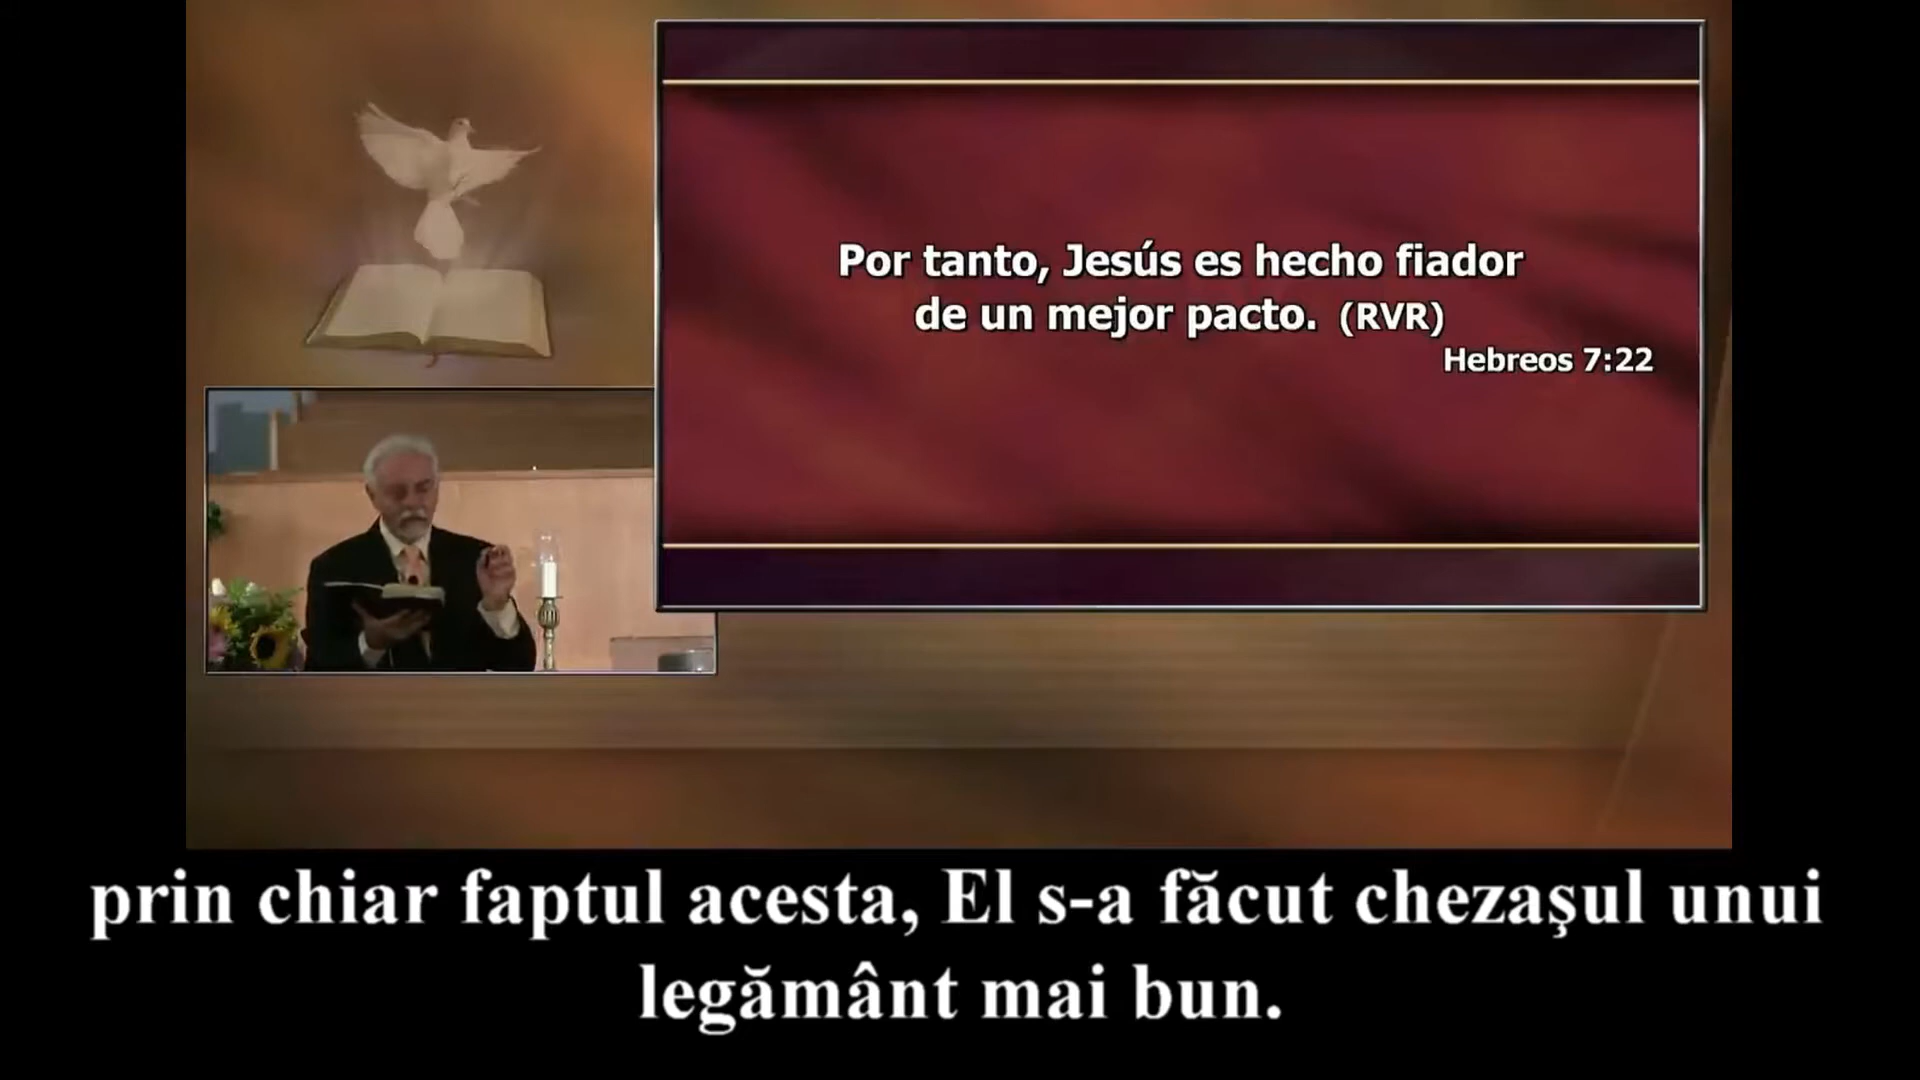 Por tanto, Jesús es hecho fiador
de un mejor pacto. (RVR)
Hebreos 7:22
prin chiar faptul acesta, El s-a făcut chezaşul unui
legământ mai bun.